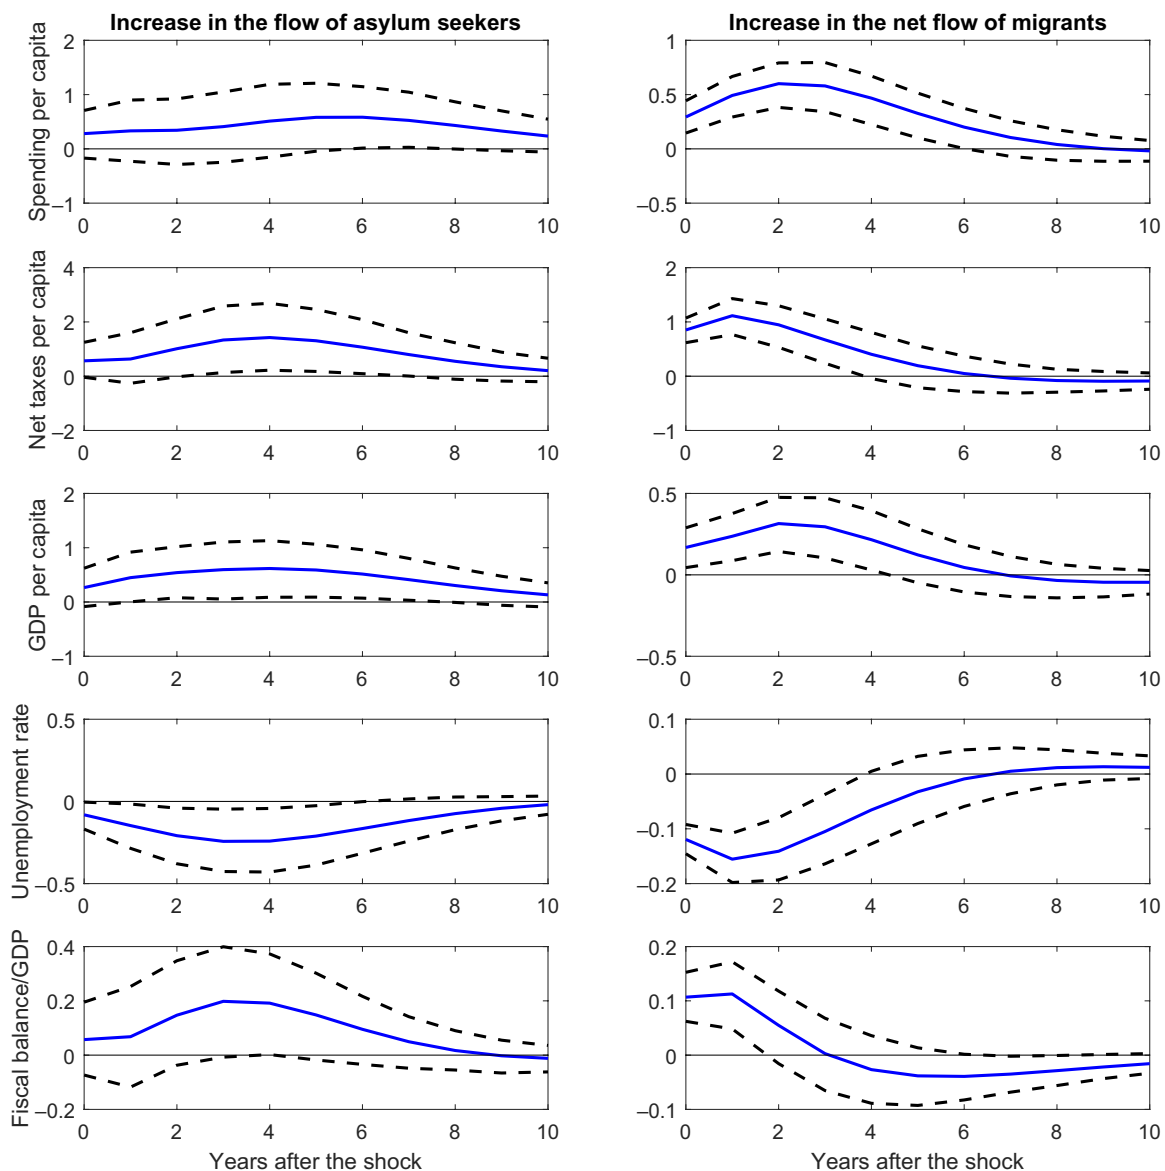 Increase in the flow of asylum seekers
Spending per capita
2
1
0
–1
0 2 4 6 8 10
Increase in the net flow of migrants
1
0.5
0
–0.5
0 2 4 6 8 10
Net taxes per capita
4
2
0
–2
0 2 4 6 8 10
2
1
0
–1
0 2 4 6 8 10
GDP per capita
2
1
0
–1
0 2 4 6 8 10
0.5
0
–0.5
0 2 4 6 8 10
Unemployment rate
0.5
0
–0.5
0 2 4 6 8 10
0.1
0
–0.1
–0.2
0 2 4 6 8 10
Fiscal balance/GDP
0.4
0.2
0
–0.2
0 2 4 6 8 10
Years after the shock
0.2
0.1
0
–0.1
0 2 4 6 8 10
Years after the shock